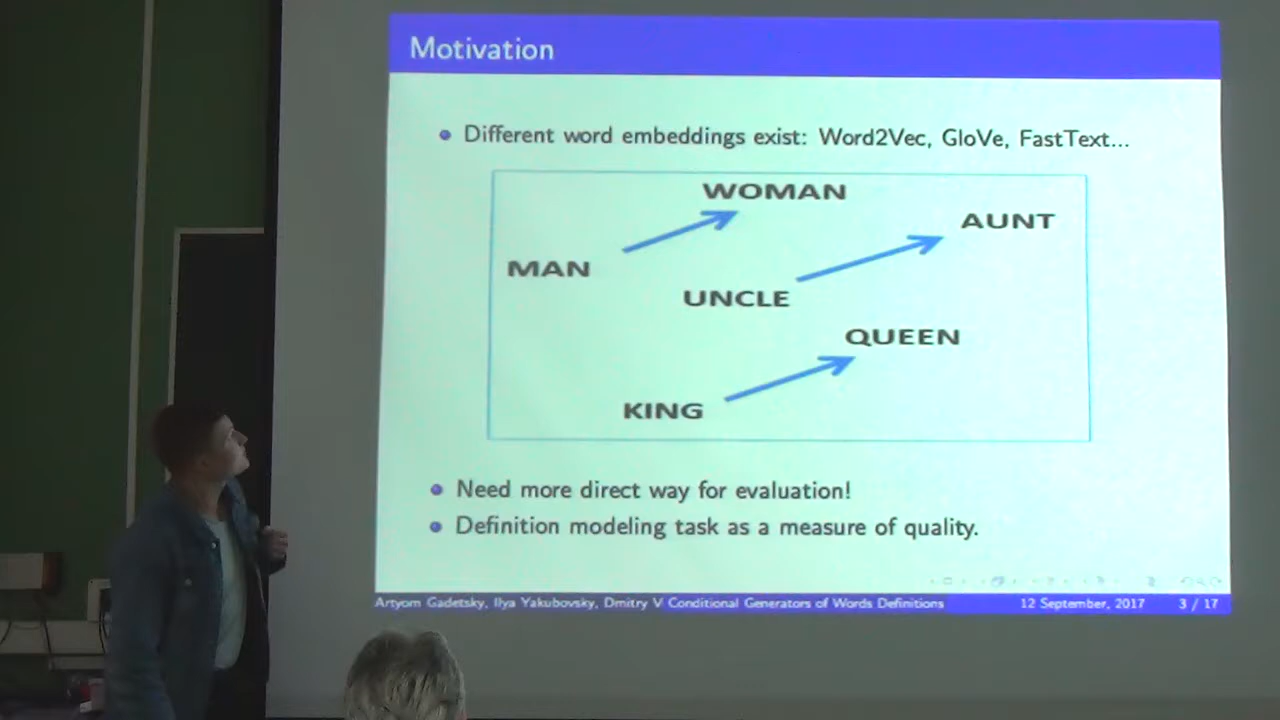 Motivation
Different word embeddings exist: Word2Vec, GloVe, FastText...
WOMAN
AUNT
MAN
UNCLE
QUEEN
KING
Need more direct way for evaluation!
Definition modeling task as a measure of quality.
Artyom Gadetsky, Ilya Yakubovsky, Dmitry V Conditional Generators of Words Definitions 12 September, 2017 3 / 17